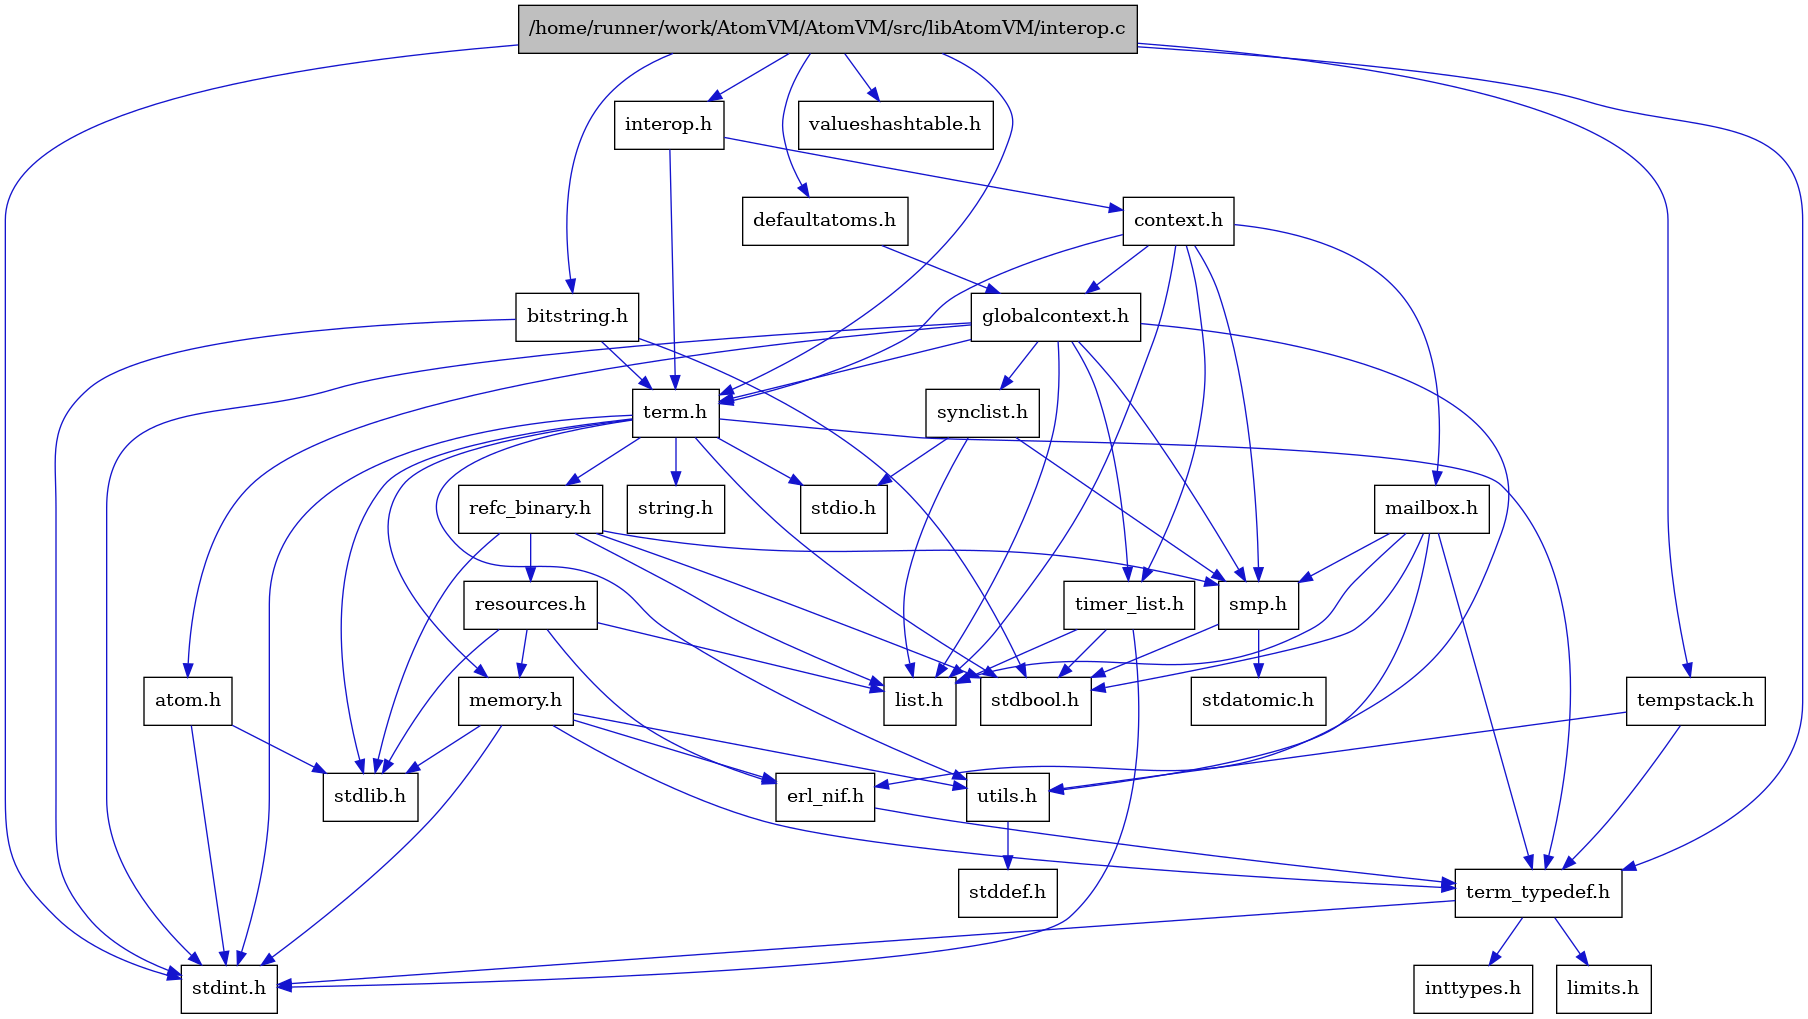 /home/runner/work/AtomVM/AtomVM/src/libAtomVM/interop.c
interop.h
valueshashtable.h
defaultatoms.h
context.h
bitstring.h
globalcontext.h
term.h
synclist.h
refc_binary.h
string.h
stdio.h
mailbox.h
resources.h
timer_list.h
smp.h
atom.h
memory.h
list.h
stdbool.h
stdatomic.h
tempstack.h
stdlib.h
erl_nif.h
utils.h
stddef.h
term_typedef.h
stdint.h
inttypes.h
limits.h